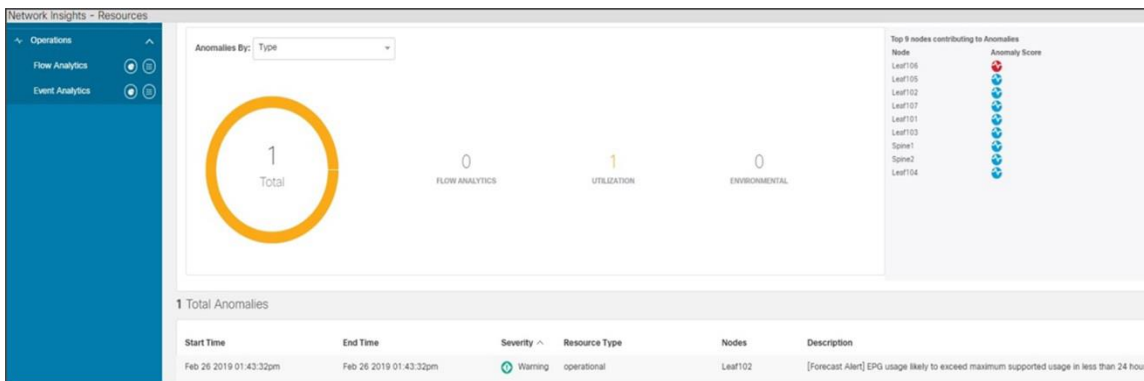 Network Insights - Resources
Operations
Flow Analytics
Event Analytics
Anomalies By: Type
1
Total
0
FLOW ANALYTICS
1
UTILIZATION
0
ENVIRONMENTAL
Top 9 nodes contributing to Anomalies
Node Anomaly Score
Leaf106
Leaf105
Leaf102
Leaf107
Leaf101
Leaf103
Spine1
Spine2
Leaf104
1 Total Anomalies
Start Time End Time Severity Resource Type Nodes Description
Feb 26 2019 01:43:32pm Feb 26 2019 01:43:32pm Warning operational Leaf102 [Forecast Alert] EPG usage likely to exceed maximum supported usage in less than 24 hou